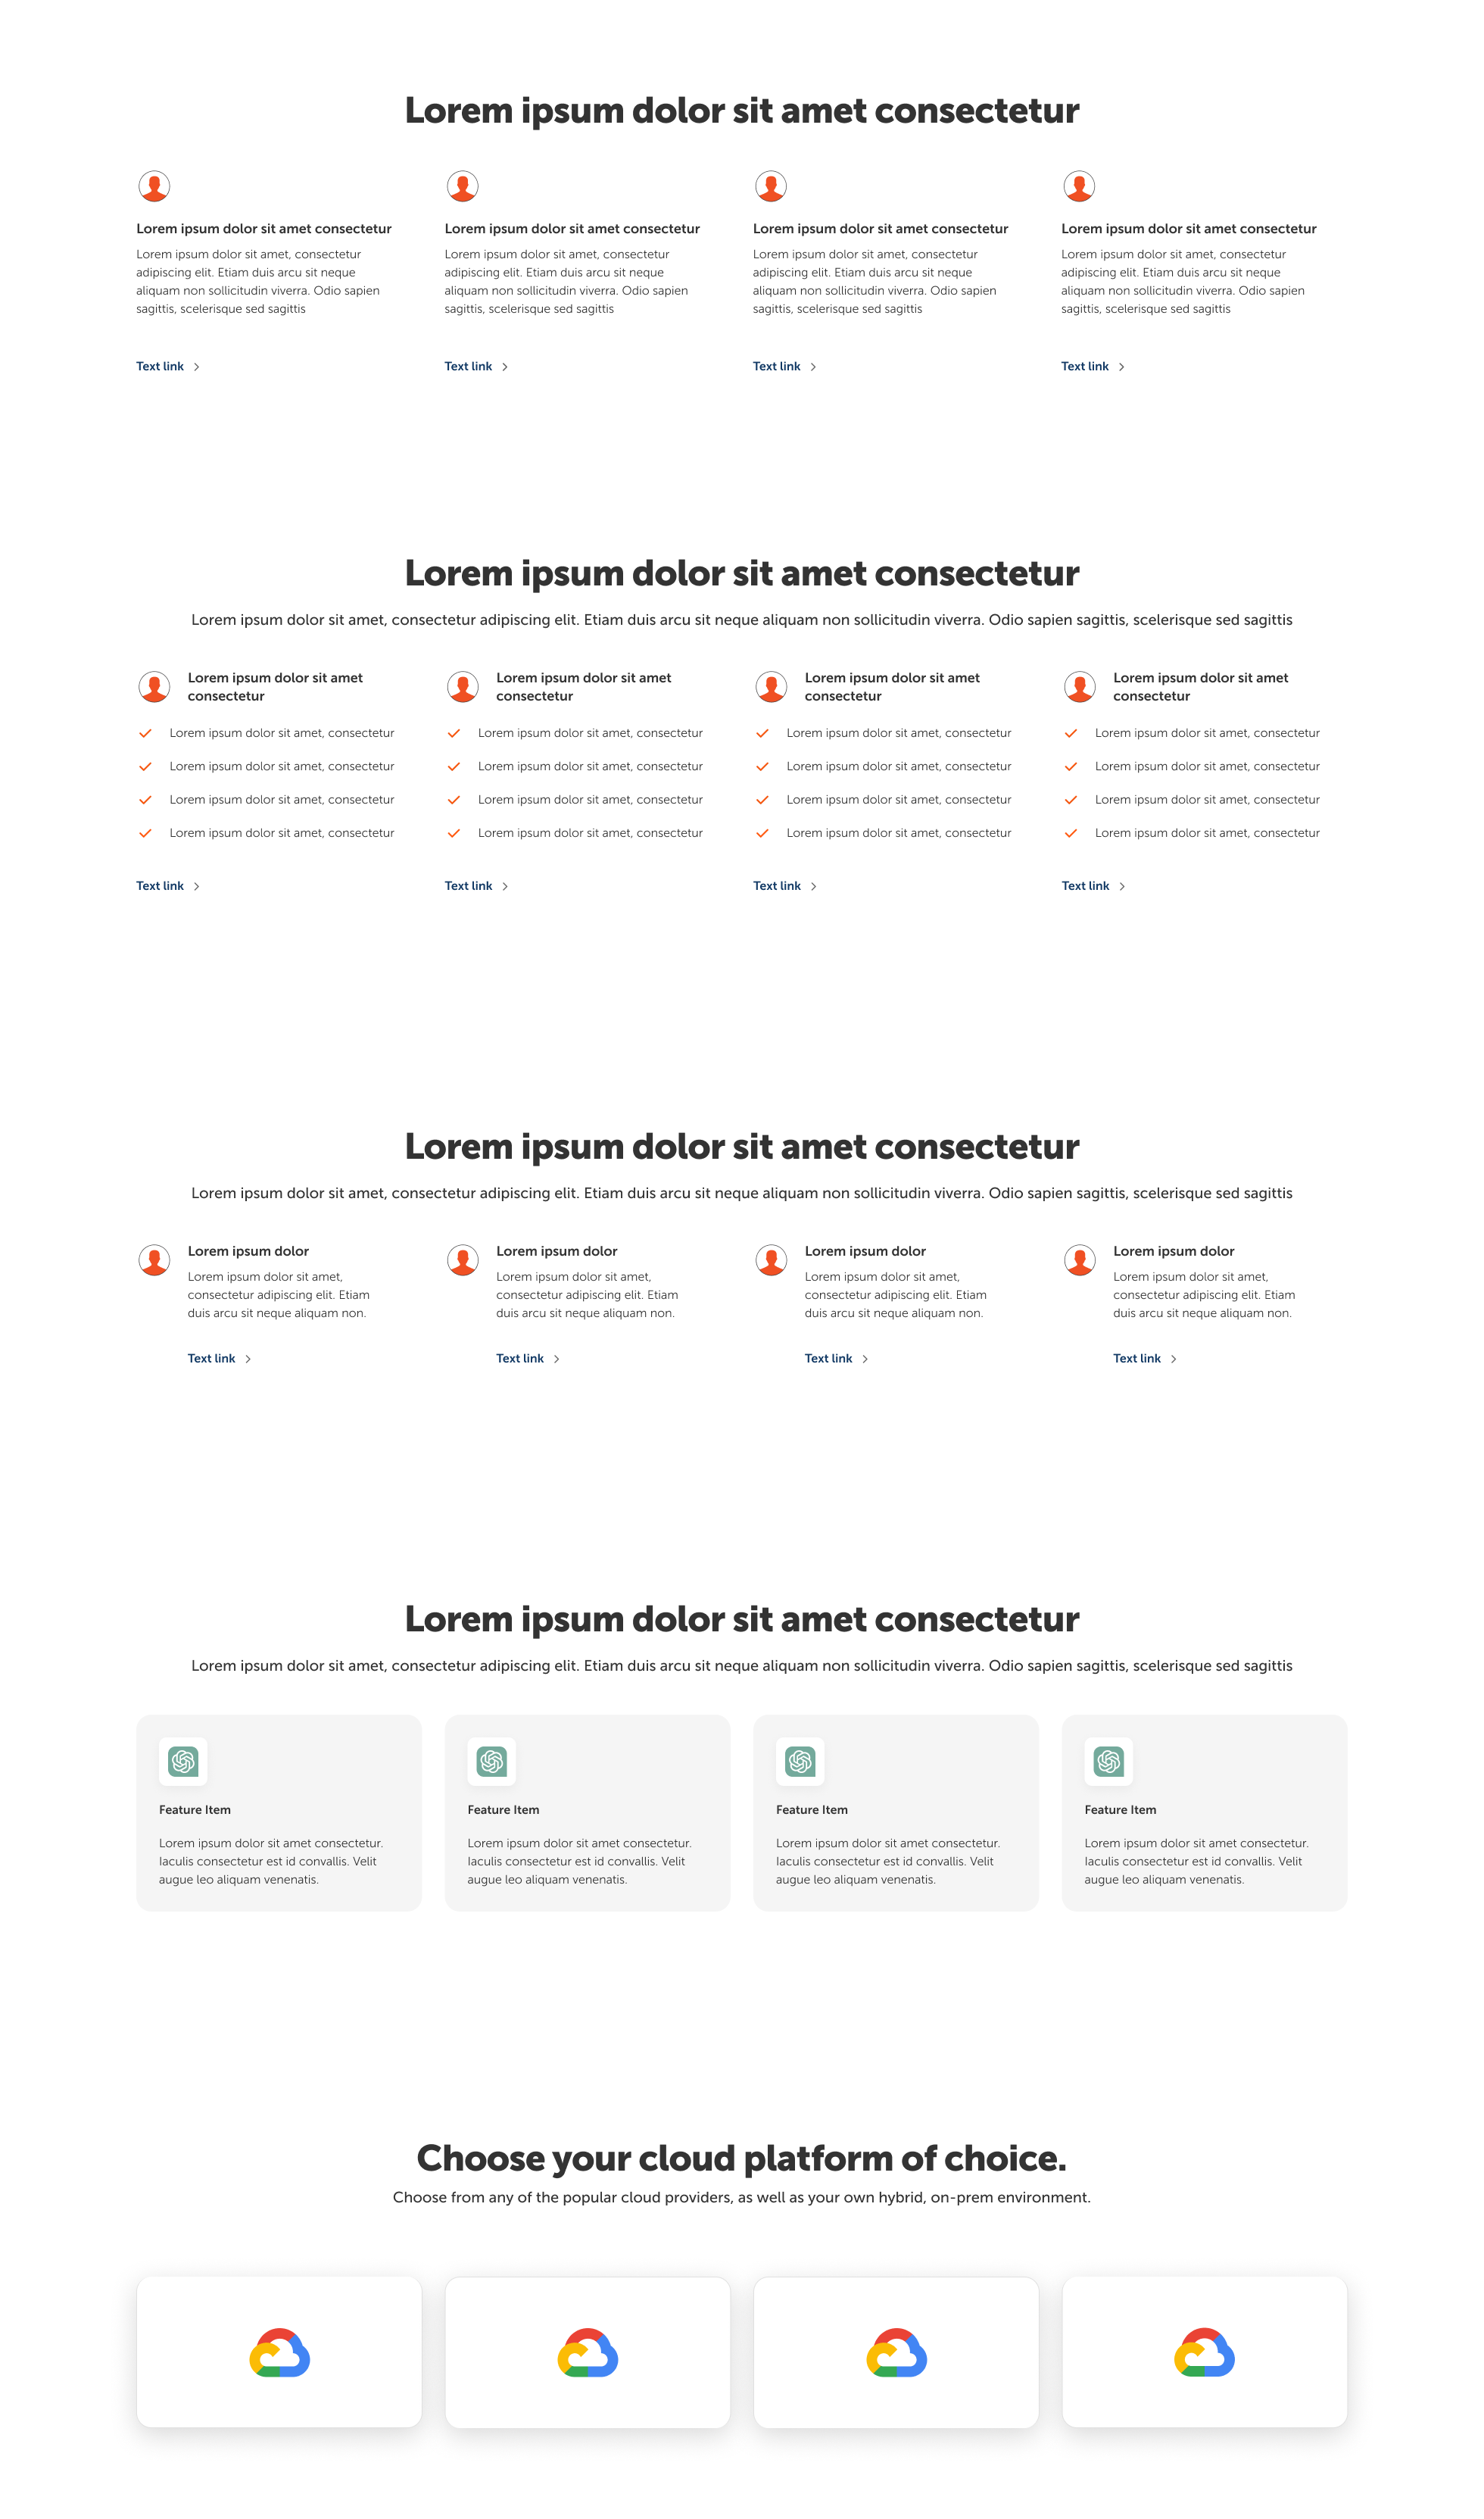 Lorem ipsum dolor sit amet consectetur
Lorem ipsum dolor sit amet consectetur
Lorem ipsum dolor sit amet, consectetur
adipiscing elit. Etiam duis arcu sit neque
aliquam non sollicitudin viverra. Odio sapien
sagittis, scelerisque sed sagittis
Text link
Lorem ipsum dolor sit amet consectetur
Lorem ipsum dolor sit amet, consectetur
adipiscing elit. Etiam duis arcu sit neque
aliquam non sollicitudin viverra. Odio sapien
sagittis, scelerisque sed sagittis
Text link
Lorem ipsum dolor sit amet consectetur
Lorem ipsum dolor sit amet, consectetur
adipiscing elit. Etiam duis arcu sit neque
aliquam non sollicitudin viverra. Odio sapien
sagittis, scelerisque sed sagittis
Text link
Lorem ipsum dolor sit amet consectetur
Lorem ipsum dolor sit amet, consectetur
adipiscing elit. Etiam duis arcu sit neque
aliquam non sollicitudin viverra. Odio sapien
sagittis, scelerisque sed sagittis
Text link
Lorem ipsum dolor sit amet consectetur
Lorem ipsum dolor sit amet, consectetur adipiscing elit. Etiam duis arcu sit neque aliquam non sollicitudin viverra. Odio sapien sagittis, scelerisque sed sagittis
Lorem ipsum dolor sit amet
consectetur
Lorem ipsum dolor sit amet, consectetur
Lorem ipsum dolor sit amet, consectetur
Lorem ipsum dolor sit amet, consectetur
Lorem ipsum dolor sit amet, consectetur
Text link
Lorem ipsum dolor sit amet
consectetur
Lorem ipsum dolor sit amet, consectetur
Lorem ipsum dolor sit amet, consectetur
Lorem ipsum dolor sit amet, consectetur
Lorem ipsum dolor sit amet, consectetur
Text link
Lorem ipsum dolor sit amet
consectetur
Lorem ipsum dolor sit amet, consectetur
Lorem ipsum dolor sit amet, consectetur
Lorem ipsum dolor sit amet, consectetur
Lorem ipsum dolor sit amet, consectetur
Text link
Lorem ipsum dolor sit amet
consectetur
Lorem ipsum dolor sit amet, consectetur
Lorem ipsum dolor sit amet, consectetur
Lorem ipsum dolor sit amet, consectetur
Lorem ipsum dolor sit amet, consectetur
Text link
Lorem ipsum dolor sit amet consectetur
Lorem ipsum dolor sit amet, consectetur adipiscing elit. Etiam duis arcu sit neque aliquam non sollicitudin viverra. Odio sapien sagittis, scelerisque sed sagittis
Lorem ipsum dolor
Lorem ipsum dolor sit amet,
consectetur adipiscing elit. Etiam
duis arcu sit neque aliquam non.
Text link
Lorem ipsum dolor
Lorem ipsum dolor sit amet,
consectetur adipiscing elit. Etiam
duis arcu sit neque aliquam non.
Text link
Lorem ipsum dolor
Lorem ipsum dolor sit amet,
consectetur adipiscing elit. Etiam
duis arcu sit neque aliquam non.
Text link
Lorem ipsum dolor
Lorem ipsum dolor sit amet,
consectetur adipiscing elit. Etiam
duis arcu sit neque aliquam non.
Text link
Lorem ipsum dolor sit amet consectetur
Lorem ipsum dolor sit amet, consectetur adipiscing elit. Etiam duis arcu sit neque aliquam non sollicitudin viverra. Odio sapien sagittis, scelerisque sed sagittis
Feature Item
Lorem ipsum dolor sit amet consectetur.
Iaculis consectetur est id convallis. Velit
augue leo aliquam venenatis.
Feature Item
Lorem ipsum dolor sit amet consectetur.
Iaculis consectetur est id convallis. Velit
augue leo aliquam venenatis.
Feature Item
Lorem ipsum dolor sit amet consectetur.
Iaculis consectetur est id convallis. Velit
augue leo aliquam venenatis.
Feature Item
Lorem ipsum dolor sit amet consectetur.
Iaculis consectetur est id convallis. Velit
augue leo aliquam venenatis.
Choose your cloud platform of choice.
Choose from any of the popular cloud providers, as well as your own hybrid, on-prem environment.